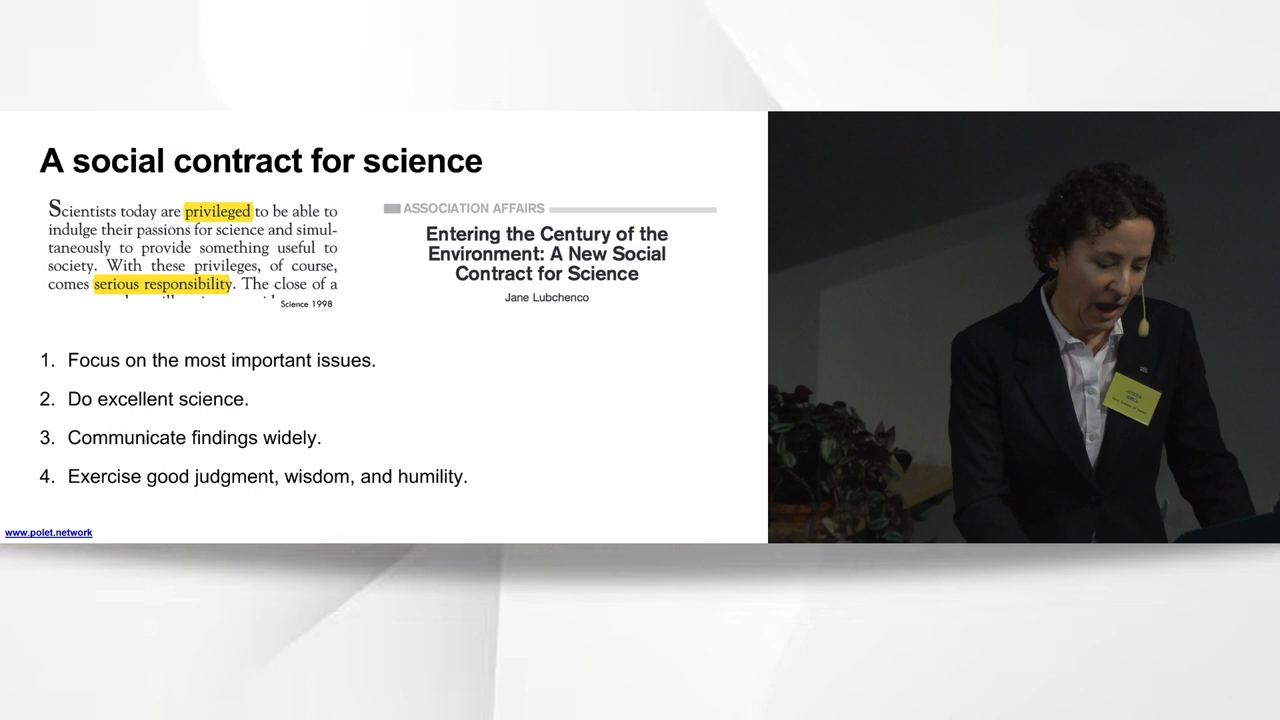 A social contract for science
Scientists today are privileged to be able to
indulge their passions for science and simul-
taneously to provide something useful to
society. With these privileges, of course,
comes serious responsibility. The close of a
Science 1998
ASSOCIATION AFFAIRS
Entering the Century of the
Environment: A New Social
Contract for Science
Jane Lubchenco
1. Focus on the most important issues.
2. Do excellent science.
3. Communicate findings widely.
4. Exercise good judgment, wisdom, and humility.
www.polet.network